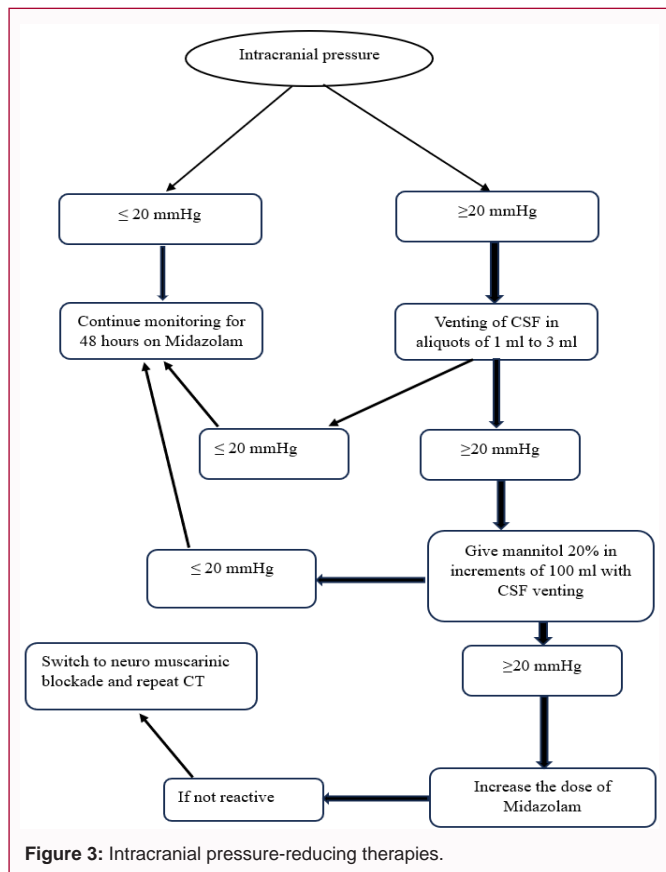 Intracranial pressure
≤ 20 mmHg
≥20 mmHg
Continue monitoring for
48 hours on Midazolam
Venting of CSF in
aliquots of 1 ml to 3 ml
≤ 20 mmHg
≥20 mmHg
≤ 20 mmHg
Give mannitol 20% in
increments of 100 ml with
CSF venting
Switch to neuro muscarinic
blockade and repeat CT
≥20 mmHg
If not reactive
Increase the dose of
Midazolam
Figure 3: Intracranial pressure-reducing therapies.